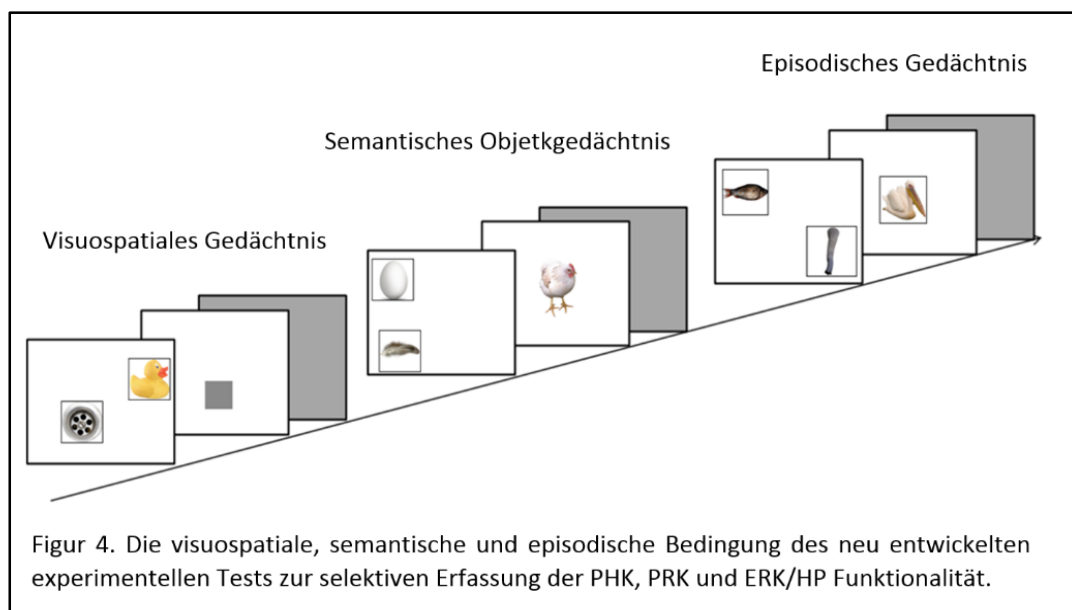 Episodisches Gedächtnis
Semantisches Objetkgedächtnis
Visuospatiales Gedächtnis
Figur 4. Die visuospatiale, semantische und episodische Bedingung des neu entwickelten
experimentellen Tests zur selektiven Erfassung der PHK, PRK und ERK/HP Funktionalität.